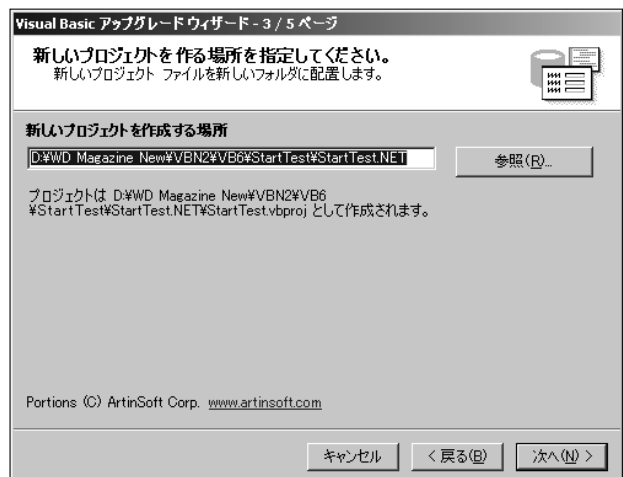 Visual Basic アップグレード ウィザード - 3 / 5 ページ
新しいプロジェクトを作る場所を指定してください。
新しいプロジェクト ファイルを新しいフォルダに配置します。
新しいプロジェクトを作成する場所
D:¥WD Magazine New¥VBN2¥VB6¥StartTest¥StartTest.NET
参照(R)...
プロジェクトは D:¥WD Magazine New¥VBN2¥VB6
¥StartTest¥StartTest.NET¥StartTest.vbproj として作成されます。
Portions (C) ArtinSoft Corp. www.artinsoft.com
キャンセル
< 戻る(B)
次へ(N) >